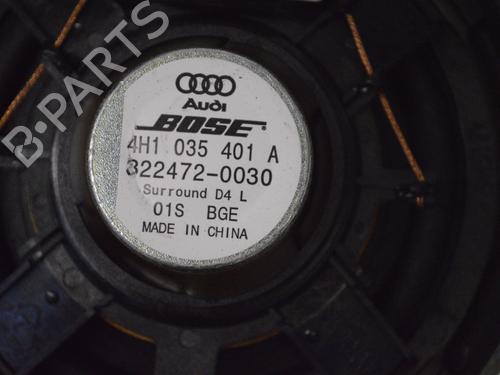 Audi
BOSE
4H1 035 401 A
322472-0030
Surround D4 L
01S BGE
MADE IN CHINA
B-PARTS